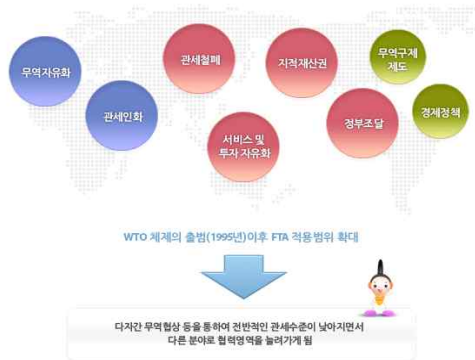 무역자유화
관세인화
관세철폐
서비스 및
투자 자유화
지적재산권
정부조달
무역구제
제도
경제정책
WTO 체제의 출범(1995년)이후 FTA 적용범위 확대
다자간 무역협상 등을 통하여 전반적인 관세수준이 낮아지면서
다른 분야로 협력영역을 늘려가게 됨